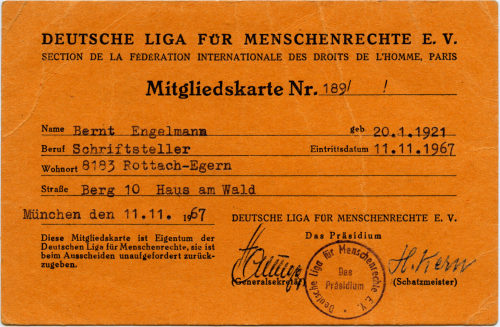 DEUTSCHE LIGA FÜR MENSCHENRECHTE E. V.
SECTION DE LA FÉDÉRATION INTERNATIONALE DES DROITS DE L'HOMME, PARIS
Mitgliedskarte Nr. 189/ !
Name Bernt Engelmann geb 20.1.1921
Beruf Schriftsteller Eintrittsdatum 11.11.1967
Wohnort 8183 Rottach-Egern
Straße Berg 10 Haus am Wald
München den 11.11. 1967 DEUTSCHE LIGA FÜR MENSCHENRECHTE E. V.
Das Präsidium
Diese Mitgliedskarte ist Eigentum der
Deutschen Liga für Menschenrechte, sie ist
beim Ausscheiden unaufgefordert zurück-
zugeben.
Deutsche Liga für Menschenrechte E. V.
Das
Präsidium
H. Kern
(Generalsekretär) (Schatzmeister)